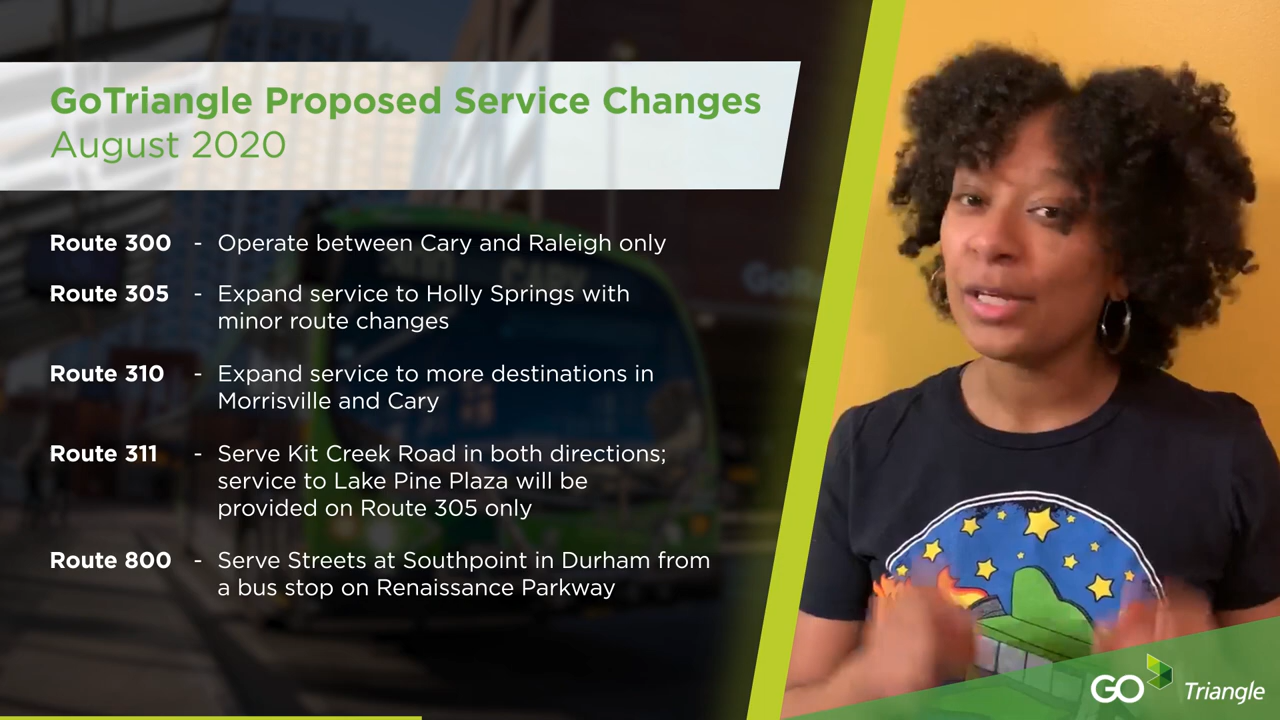 GoTriangle Proposed Service Changes
August 2020
Route 300 - Operate between Cary and Raleigh only
Route 305 - Expand service to Holly Springs with
minor route changes
Route 310 - Expand service to more destinations in
Morrisville and Cary
Route 311 - Serve Kit Creek Road in both directions;
service to Lake Pine Plaza will be
provided on Route 305 only
Route 800 - Serve Streets at Southpoint in Durham from
a bus stop on Renaissance Parkway
GO Triangle